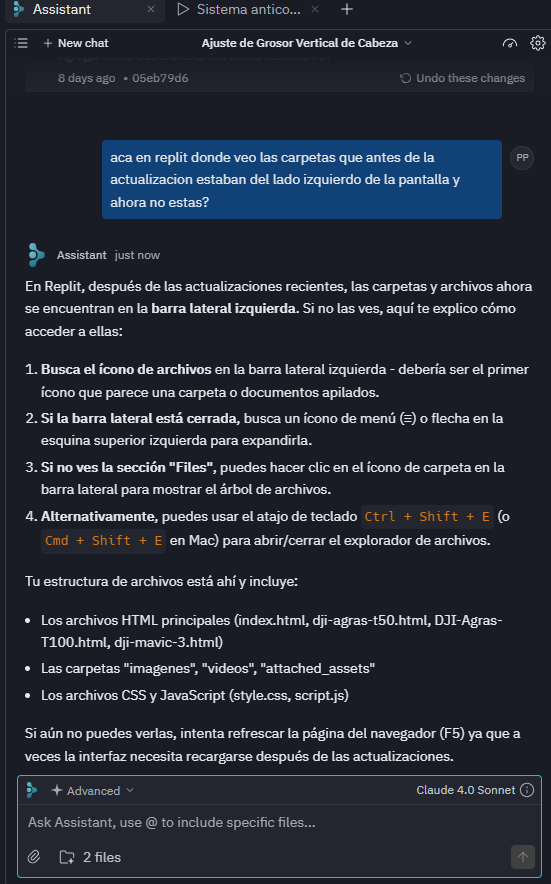 Assistant
Sistema antico...
New chat
Ajuste de Grosor Vertical de Cabeza
8 days ago • 05eb79d6
Undo these changes
aca en replit donde veo las carpetas que antes de la
actualizacion estaban del lado izquierdo de la pantalla y
ahora no estas?
PP
Assistant just now
En Replit, después de las actualizaciones recientes, las carpetas y archivos ahora
se encuentran en la barra lateral izquierda. Si no las ves, aquí te explico cómo
acceder a ellas:
1. Busca el ícono de archivos en la barra lateral izquierda - debería ser el primer
ícono que parece una carpeta o documentos apilados.
2. Si la barra lateral está cerrada, busca un ícono de menú (≡) o flecha en la
esquina superior izquierda para expandirla.
3. Si no ves la sección "Files", puedes hacer clic en el ícono de carpeta en la
barra lateral para mostrar el árbol de archivos.
4. Alternativamente, puedes usar el atajo de teclado Ctrl + Shift + E (o
Cmd + Shift + E en Mac) para abrir/cerrar el explorador de archivos.
Tu estructura de archivos está ahí y incluye:
• Los archivos HTML principales (index.html, dji-agras-t50.html, DJI-Agras-
T100.html, dji-mavic-3.html)
• Las carpetas "imagenes", "videos", "attached_assets"
• Los archivos CSS y JavaScript (style.css, script.js)
Si aún no puedes verlas, intenta refrescar la página del navegador (F5) ya que a
veces la interfaz necesita recargarse después de las actualizaciones.
Advanced
Claude 4.0 Sonnet
Ask Assistant, use @ to include specific files...
2 files